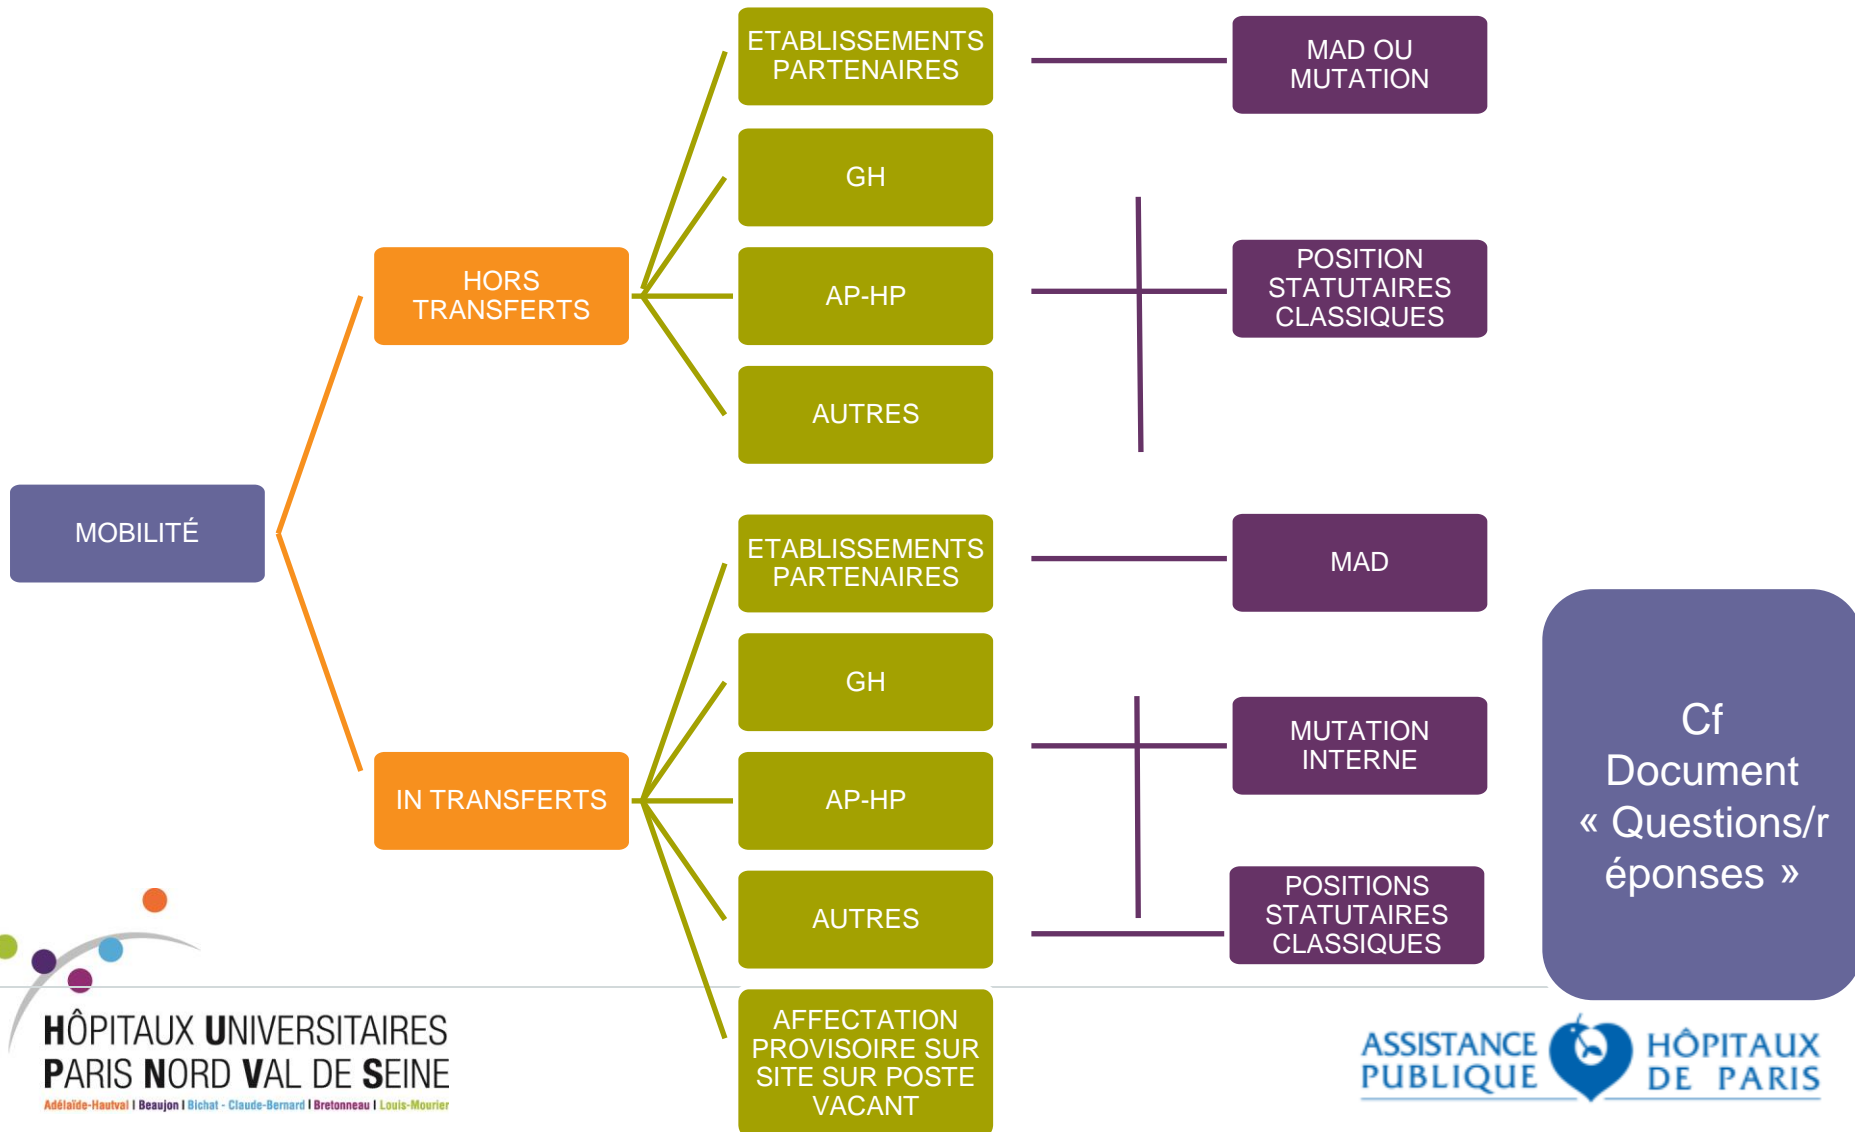 MOBILITÉ
HORS
TRANSFERTS
ETABLISSEMENTS
PARTENAIRES
GH
AP-HP
AUTRES
MAD OU
MUTATION
POSITION
STATUTAIRES
CLASSIQUES
IN TRANSFERTS
ETABLISSEMENTS
PARTENAIRES
GH
AP-HP
AUTRES
AFFECTATION
PROVISOIRE SUR
SITE SUR POSTE
VACANT
MAD
MUTATION
INTERNE
POSITIONS
STATUTAIRES
CLASSIQUES
Cf
Document
« Questions/r
éponses »
HÔPITAUX UNIVERSITAIRES
PARIS NORD VAL DE SEINE
Adélaïde-Hautval I Beaujon I Bichat - Claude-Bernard I Bretonneau I Louis-Mourier
ASSISTANCE HÔPITAUX
PUBLIQUE DE PARIS